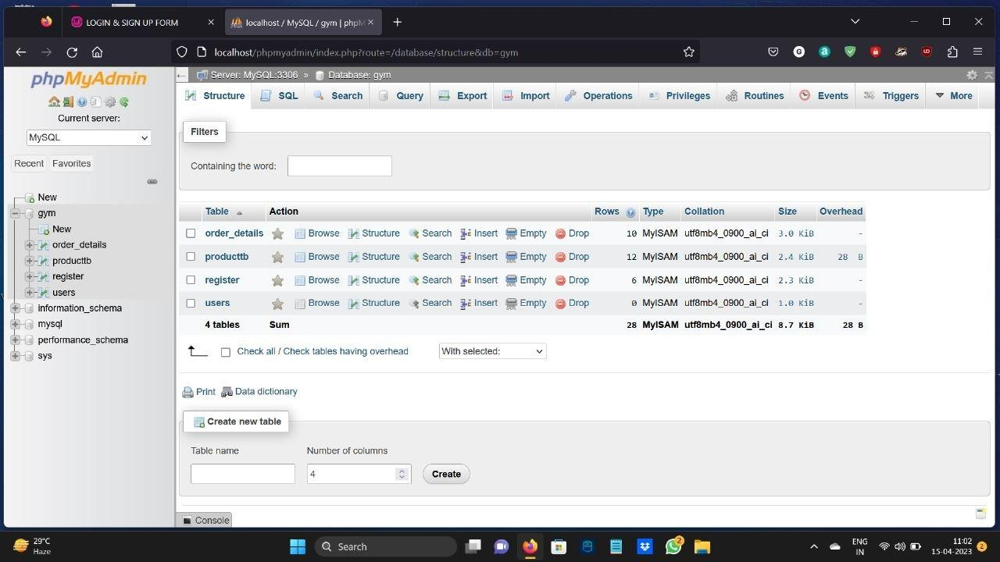 LOGIN & SIGN UP FORM
localhost / MySQL / gym | phpM
localhost/phpmyadmin/index.php?route=/database/structure&db=gym
phpMyAdmin
Current server:
MySQL
Recent Favorites
New
gym
New
order_details
producttb
register
users
information_schema
mysql
performance_schema
sys
Server: MySQL:3306 » Database: gym
Structure SQL Search Query Export Import Operations Privileges Routines Events Triggers More
Filters
Containing the word:
Table Action Rows Type Collation Size Overhead
order_details Browse Structure Search Insert Empty Drop 10 MyISAM utf8mb4_0900_ai_ci 3.0 KiB -
producttb Browse Structure Search Insert Empty Drop 12 MyISAM utf8mb4_0900_ai_ci 2.4 KiB 28 B
register Browse Structure Search Insert Empty Drop 6 MyISAM utf8mb4_0900_ai_ci 2.3 KiB -
users Browse Structure Search Insert Empty Drop 0 MyISAM utf8mb4_0900_ai_ci 1.0 KiB -
4 tables Sum 28 MyISAM utf8mb4_0900_ai_ci 8.7 KiB 28 B
Check all / Check tables having overhead With selected:
Print Data dictionary
Create new table
Table name Number of columns
4 Create
Console
29°C
Haze
Search
2
ENG
IN
11:02
15-04-2023
2